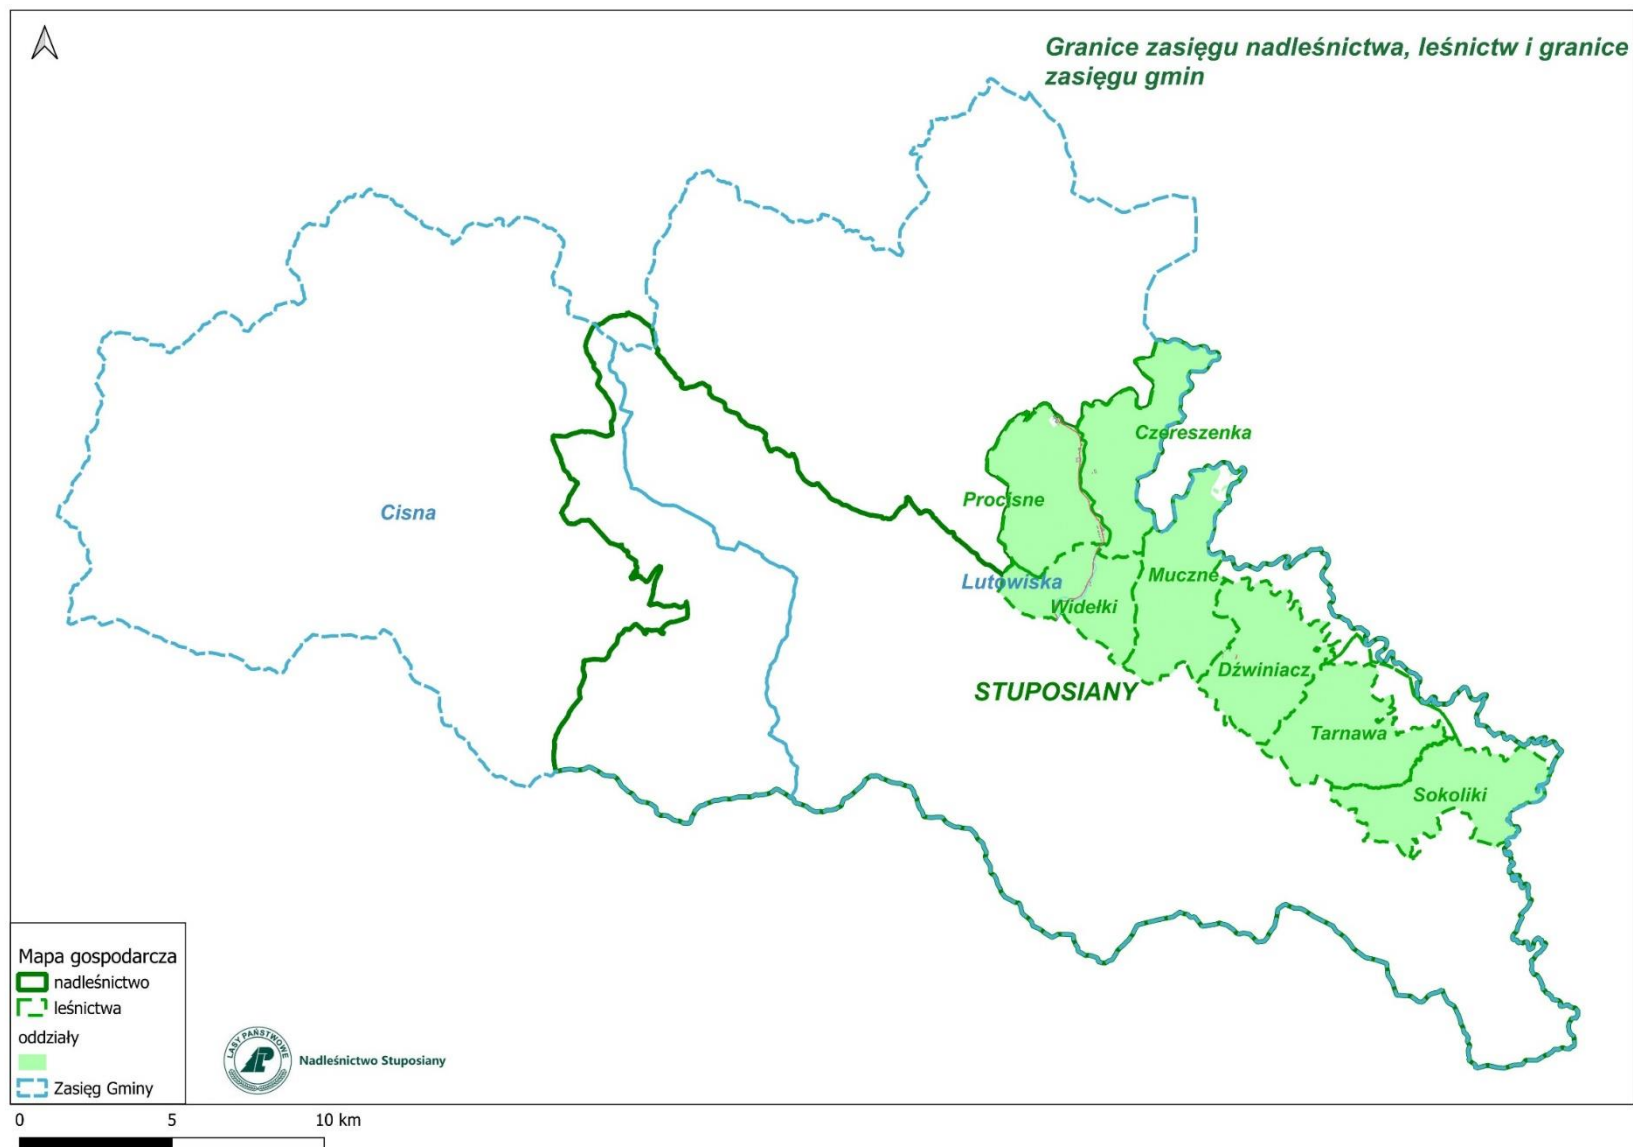 Granice zasięgu nadleśnictwa, leśnictw i granice
zasięgu gmin
Czereszenka
Procisne
Cisna
Muczne
Lutowiska
Widełki
Dźwiniacz
STUPOSIANY
Tarnawa
Sokoliki
Mapa gospodarcza
nadleśnictwo
leśnictwa
oddziały
Zasięg Gminy
LASY PAŃSTWOWE
Nadleśnictwo Stuposiany
0 5 10 km